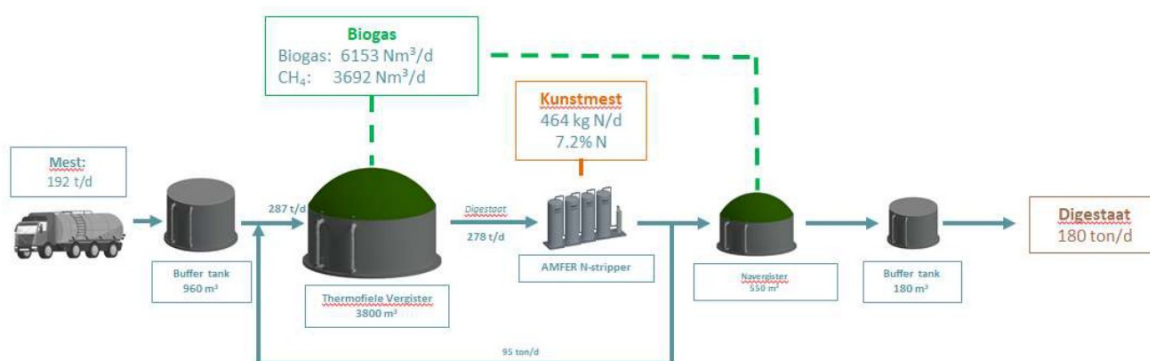 Biogas
Biogas: 6153 Nm³/d
CH₄: 3692 Nm³/d
Kunstmest
464 kg N/d
7.2% N
Mest:
192 t/d
287 t/d
Digestaat
278 t/d
Digestaat
180 ton/d
Buffer tank
960 m³
Thermofiele Vergister
3800 m³
AMFER N-stripper
Navergister
550 m³
Buffer tank
180 m³
95 ton/d